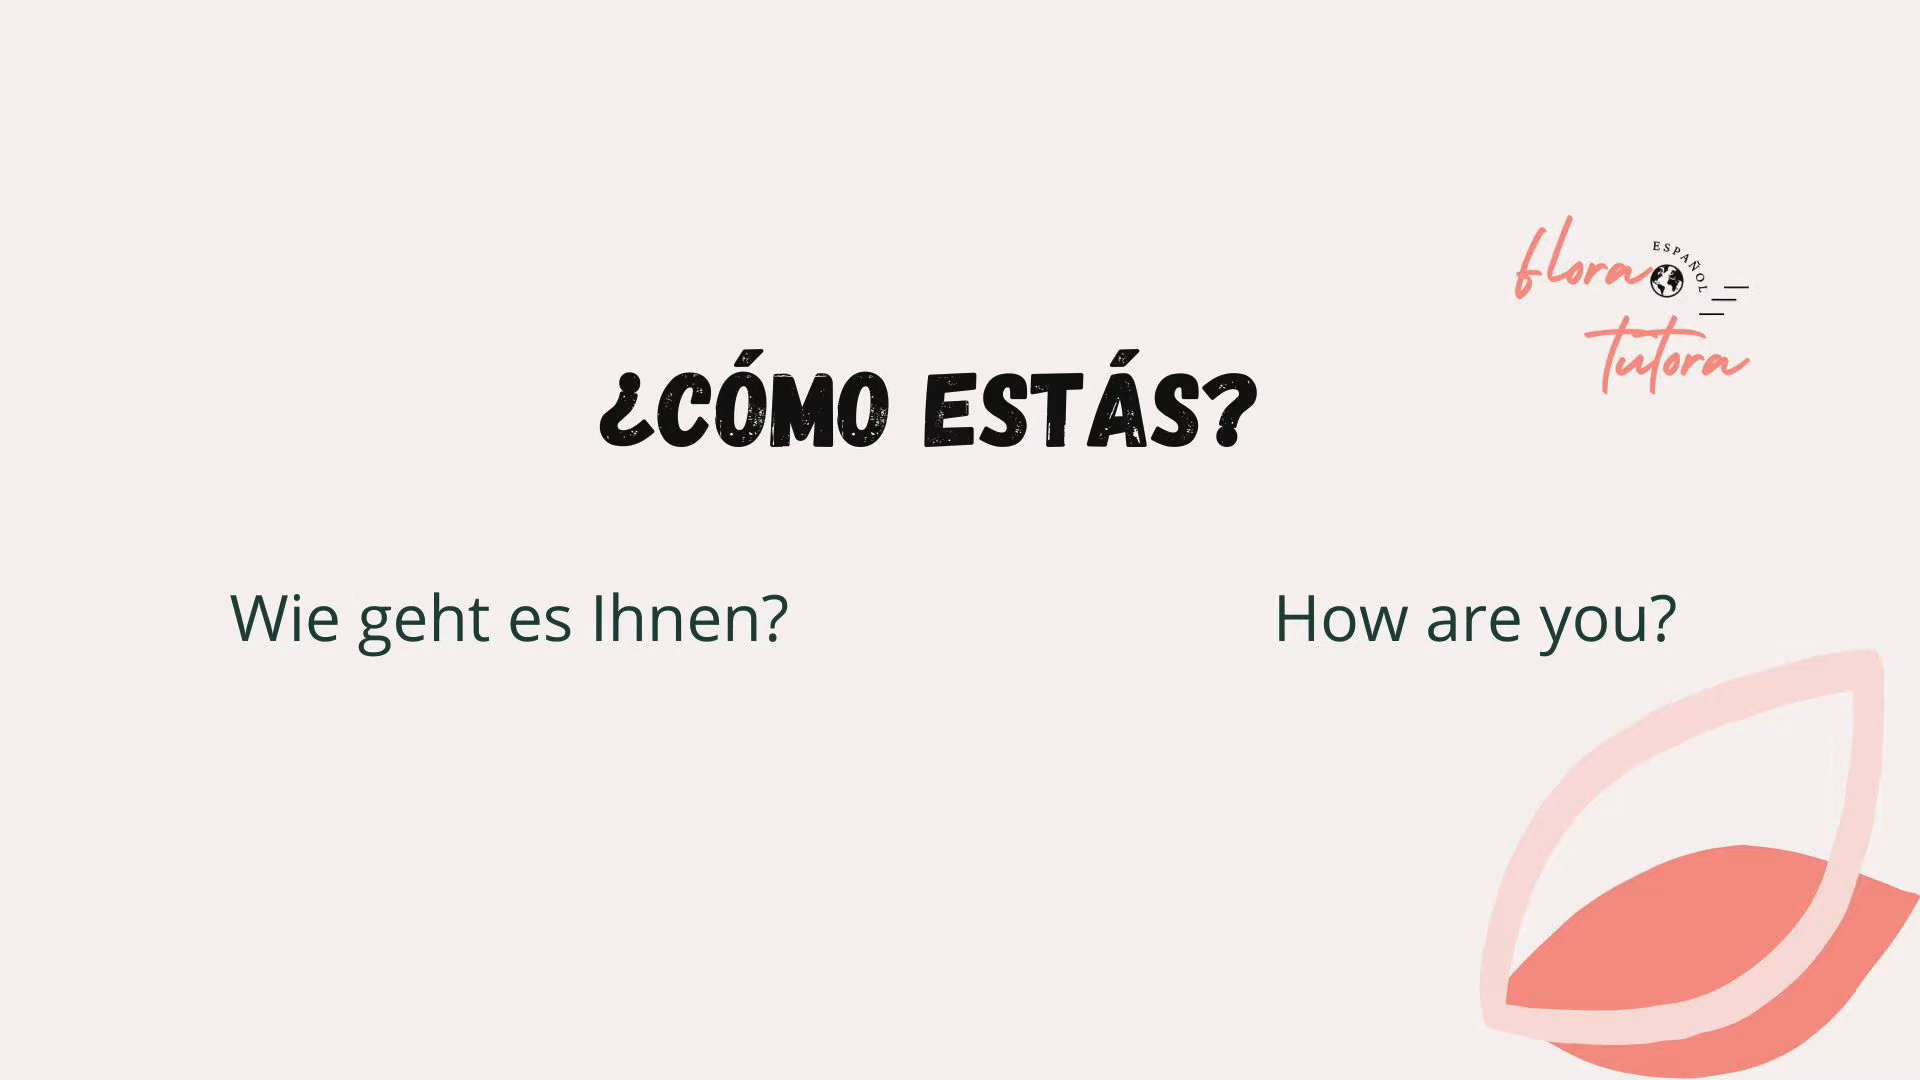 flora
ESPAÑOL
tutora
¿CÓMO ESTÁS?
Wie geht es Ihnen?
How are you?